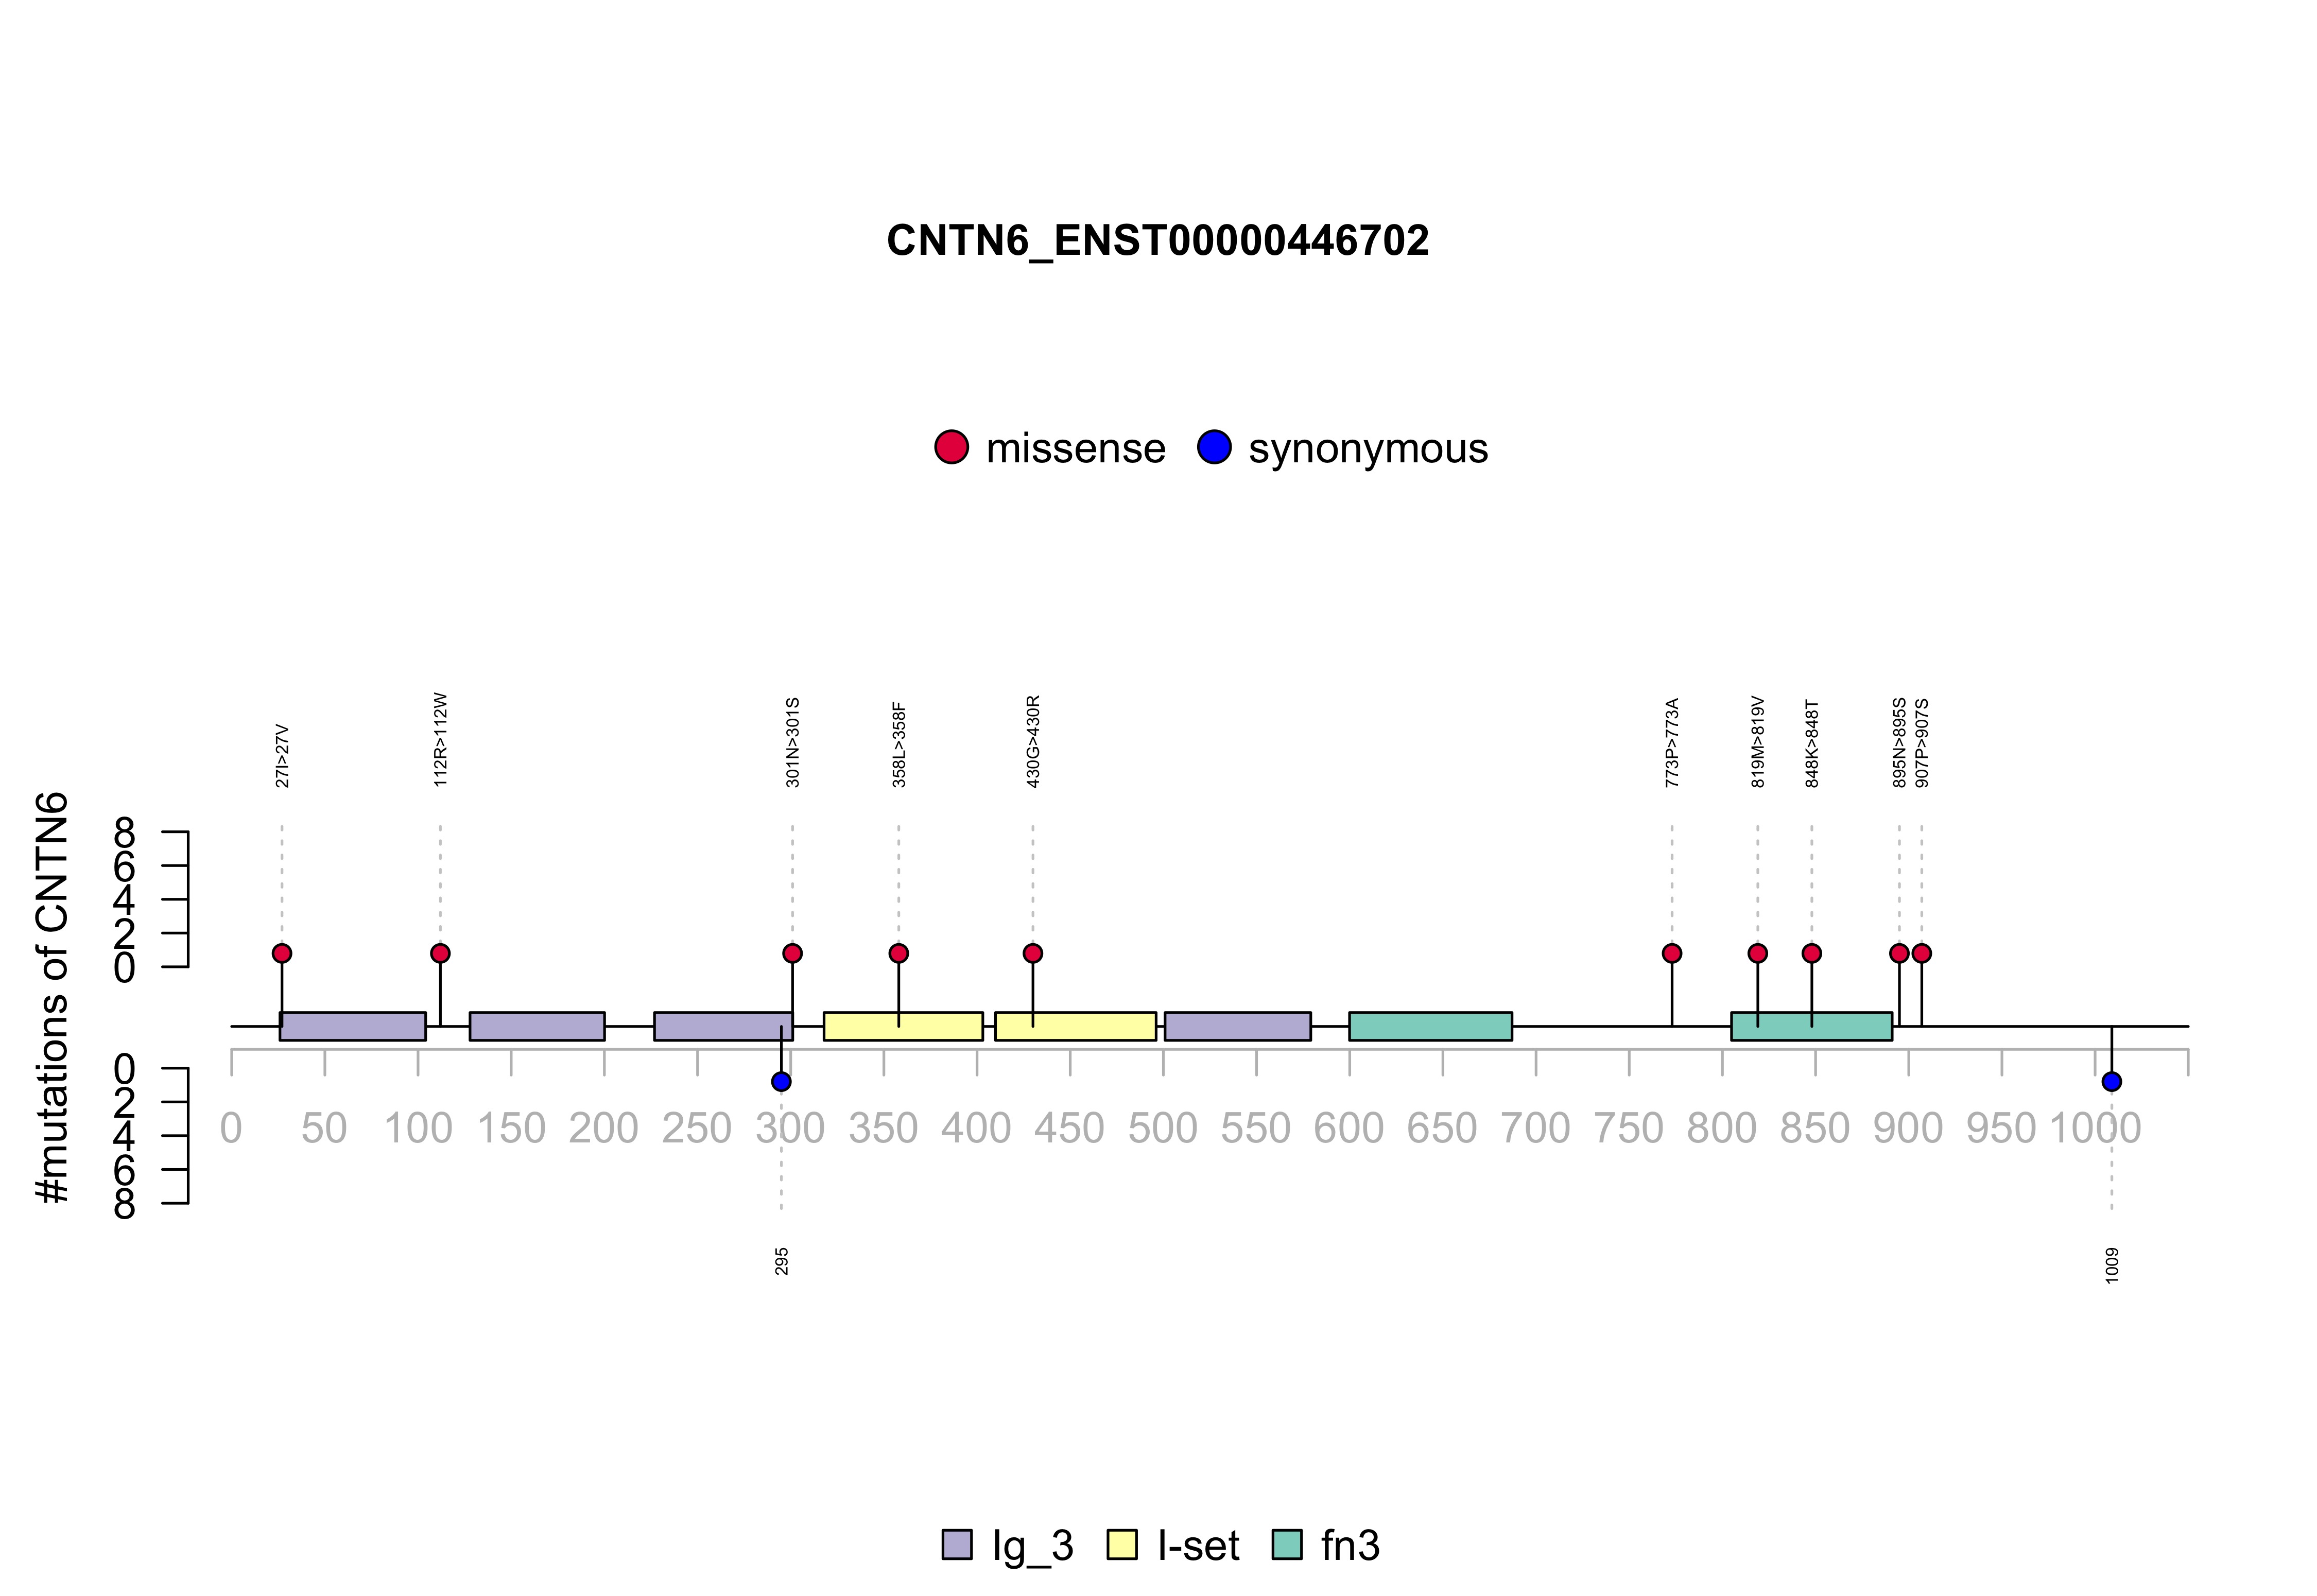 CNTN6_ENST00000446702
missense synonymous
27I>27V 112R>112W 301N>301S 358L>358F 430G>430R 773P>773A 819M>819V 848K>848T 895N>895S 907P>907S
#mutations of CNTN6
8
6
4
2
0
0
2
4
6
8
0 50 100 150 200 250 300 350 400 450 500 550 600 650 700 750 800 850 900 950 1000
295 1009
Ig_3 I-set fn3